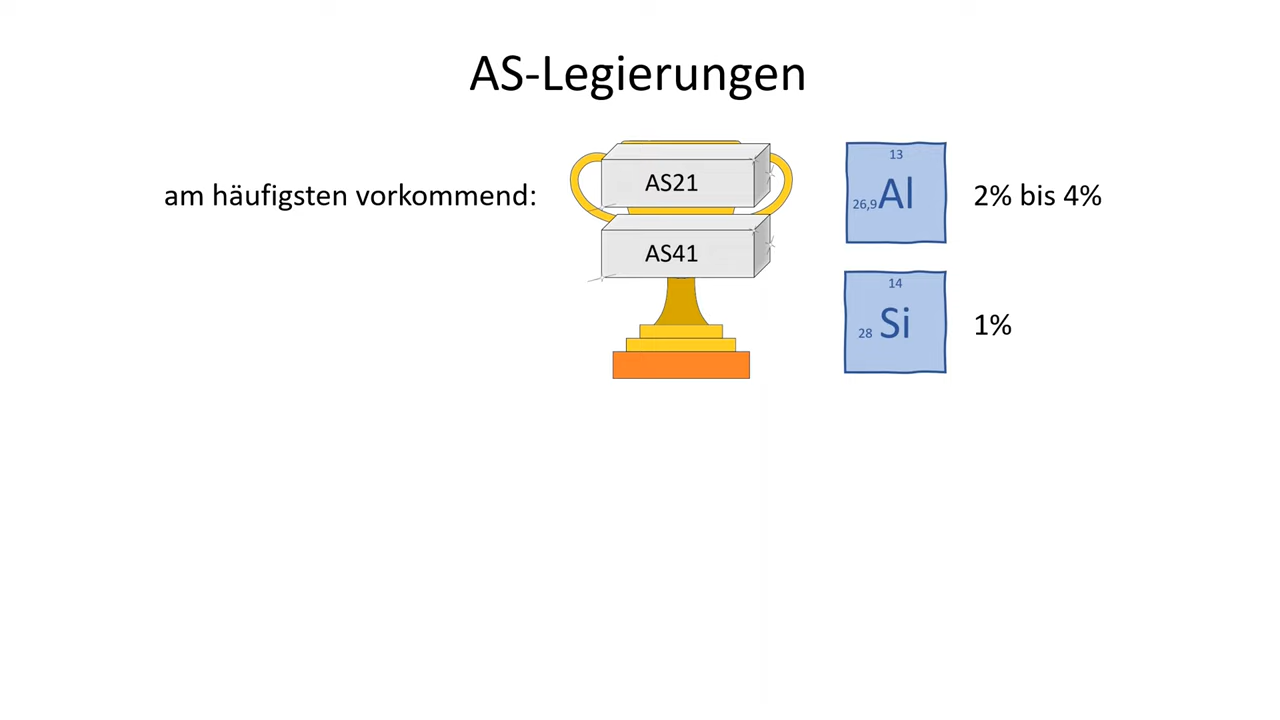 AS-Legierungen
am häufigsten vorkommend:
AS21
AS41
13
26,9 Al
2% bis 4%
14
28 Si
1%